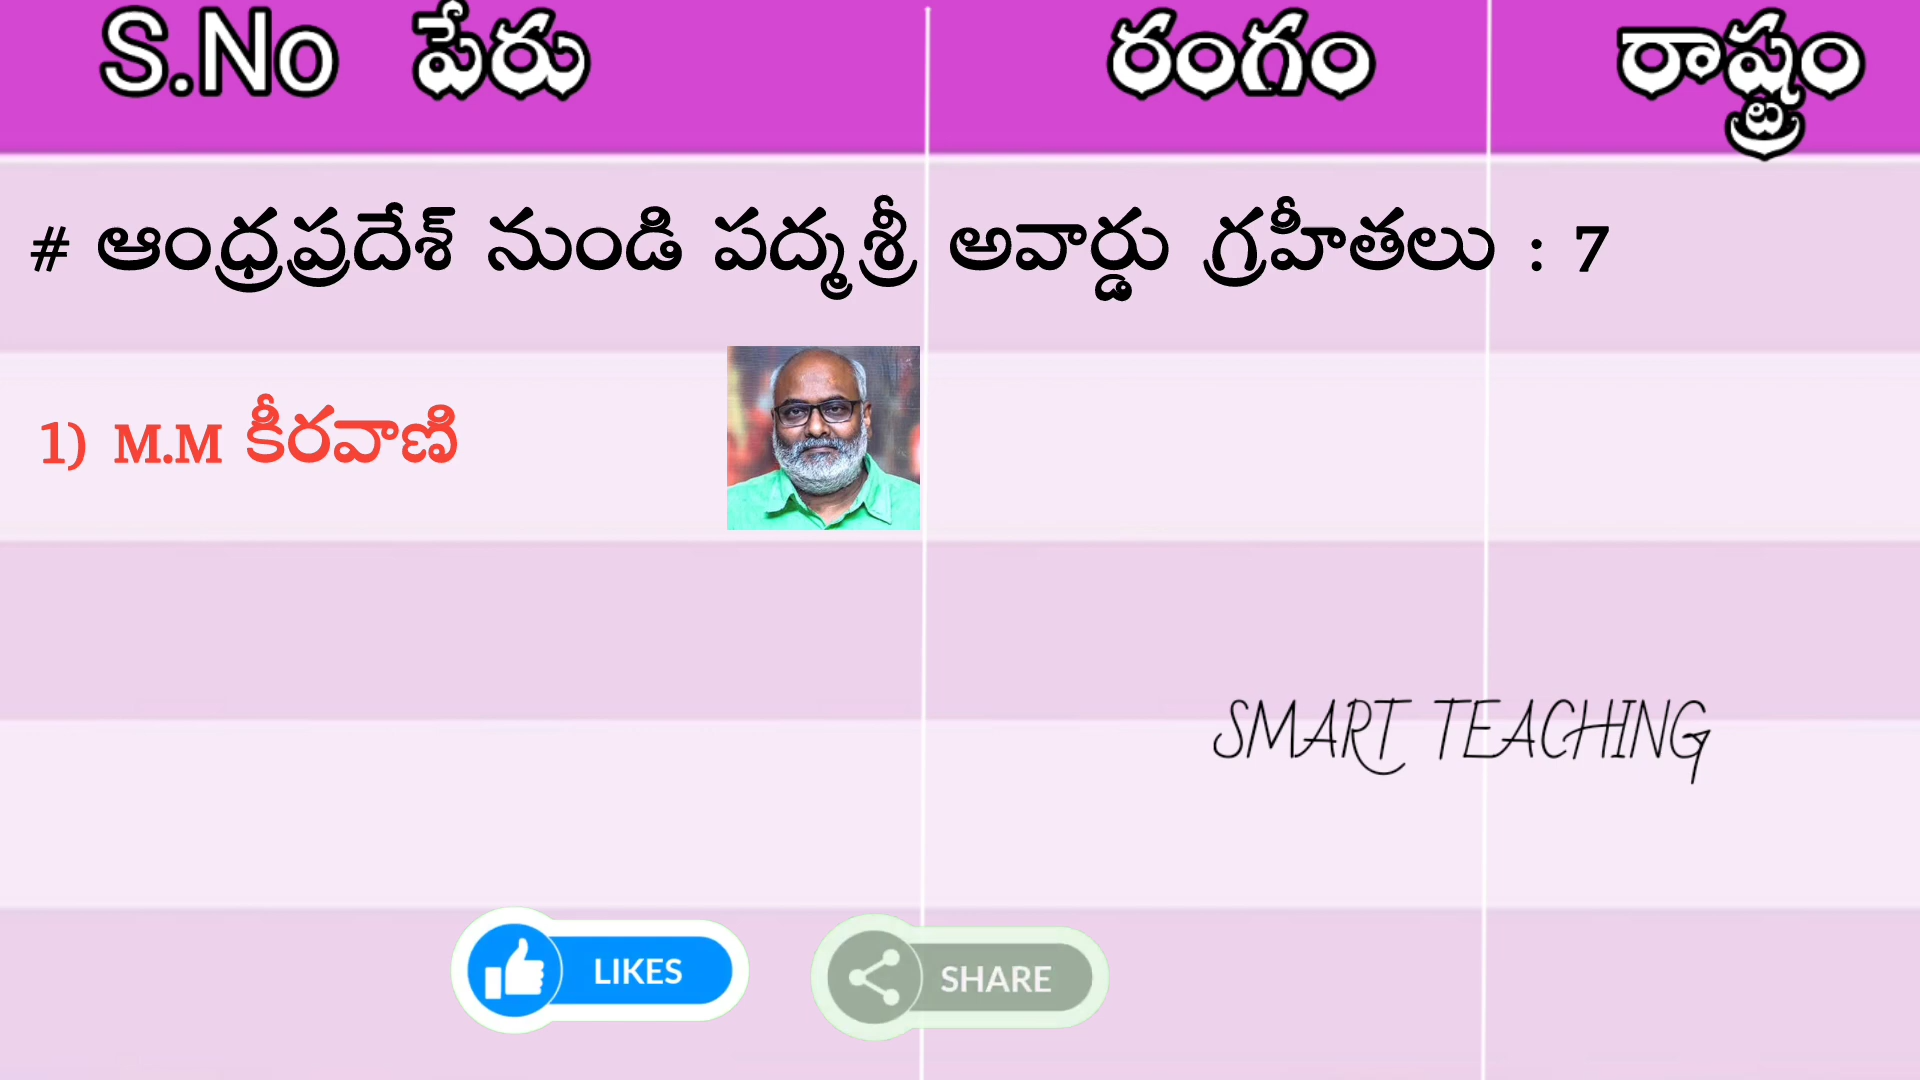 S.No పేరు రంగం రాష్ట్రం
# ఆంధ్రప్రదేశ్ నుండి పద్మశ్రీ అవార్డు గ్రహీతలు : 7
1) M.M కీరవాణి
SMART TEACHING
LIKES SHARE